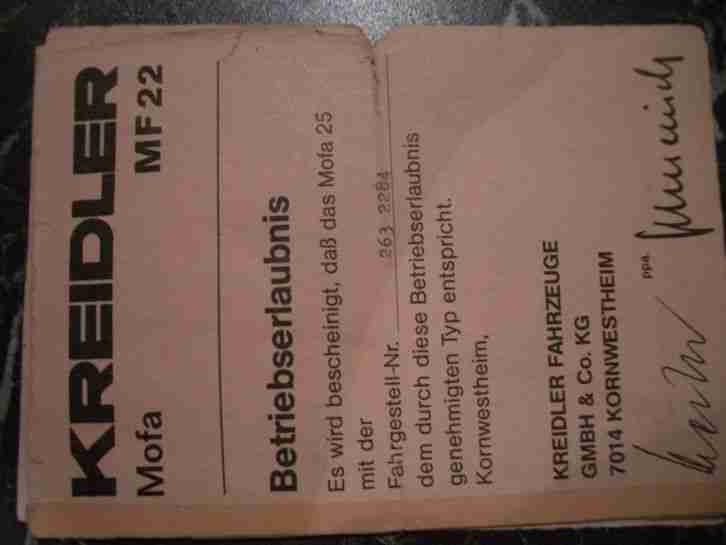 KREIDLER
Mofa MF 22
Betriebserlaubnis
Es wird bescheinigt, daß das Mofa 25
mit der
Fahrgestell-Nr. 263 2284
dem durch diese Betriebserlaubnis
genehmigten Typ entspricht.
Kornwestheim,
KREIDLER FAHRZEUGE
GMBH & Co. KG
7014 KORNWESTHEIM
ppa.